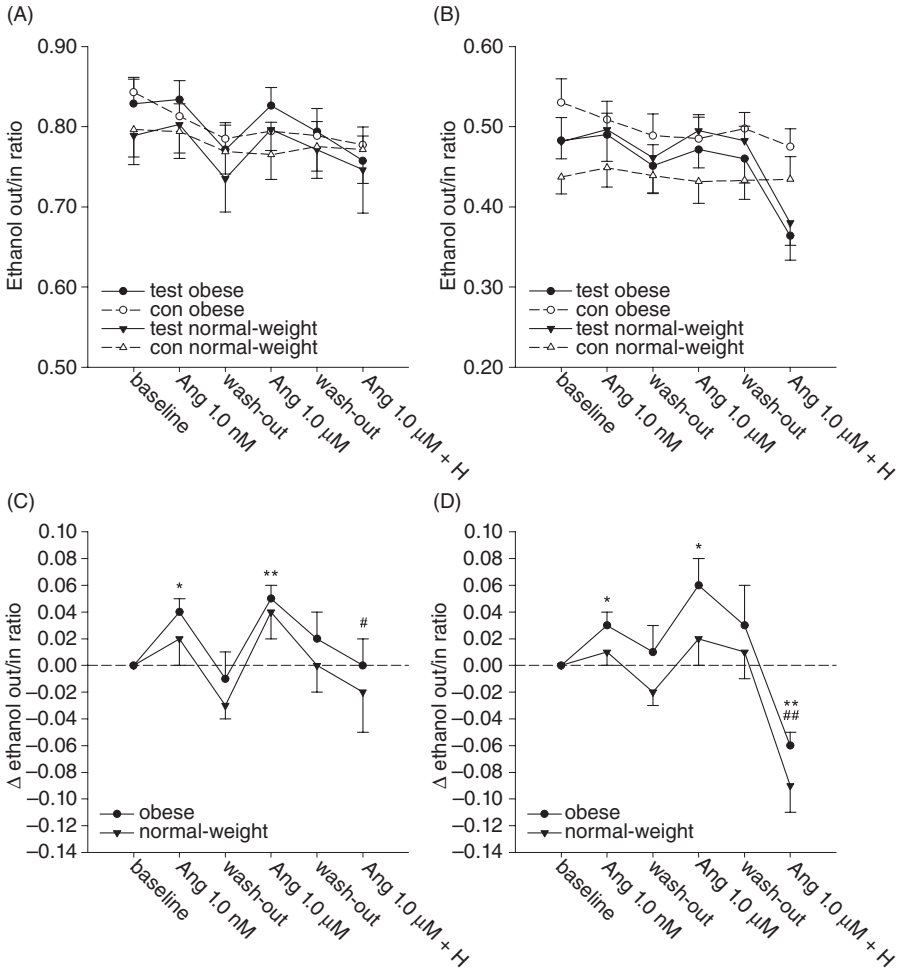 (A)
0.90
0.80
0.70
0.60
0.50
Ethanol out/in ratio
test obese
con obese
test normal-weight
con normal-weight
baseline
Ang 1.0 nM
wash-out
Ang 1.0 μM
wash-out
Ang 1.0 μM + H
(B)
0.60
0.50
0.40
0.30
0.20
Ethanol out/in ratio
test obese
con obese
test normal-weight
con normal-weight
baseline
Ang 1.0 nM
wash-out
Ang 1.0 μM
wash-out
Ang 1.0 μM + H
(C)
0.10
0.08
0.06
0.04
0.02
0.00
−0.02
−0.04
−0.06
−0.08
−0.10
−0.12
−0.14
Δ ethanol out/in ratio
*
**
#
obese
normal-weight
baseline
Ang 1.0 nM
wash-out
Ang 1.0 μM
wash-out
Ang 1.0 μM + H
(D)
0.10
0.08
0.06
0.04
0.02
0.00
−0.02
−0.04
−0.06
−0.08
−0.10
−0.12
−0.14
Δ ethanol out/in ratio
*
*
**
##
obese
normal-weight
baseline
Ang 1.0 nM
wash-out
Ang 1.0 μM
wash-out
Ang 1.0 μM + H